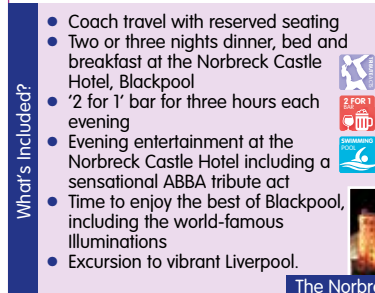 What's Included?
● Coach travel with reserved seating
● Two or three nights dinner, bed and
breakfast at the Norbreck Castle
Hotel, Blackpool
● '2 for 1' bar for three hours each
evening
● Evening entertainment at the
Norbreck Castle Hotel including a
sensational ABBA tribute act
● Time to enjoy the best of Blackpool,
including the world-famous
Illuminations
● Excursion to vibrant Liverpool.
2 FOR 1
BAR
SWIMMING
POOL
The Norbre